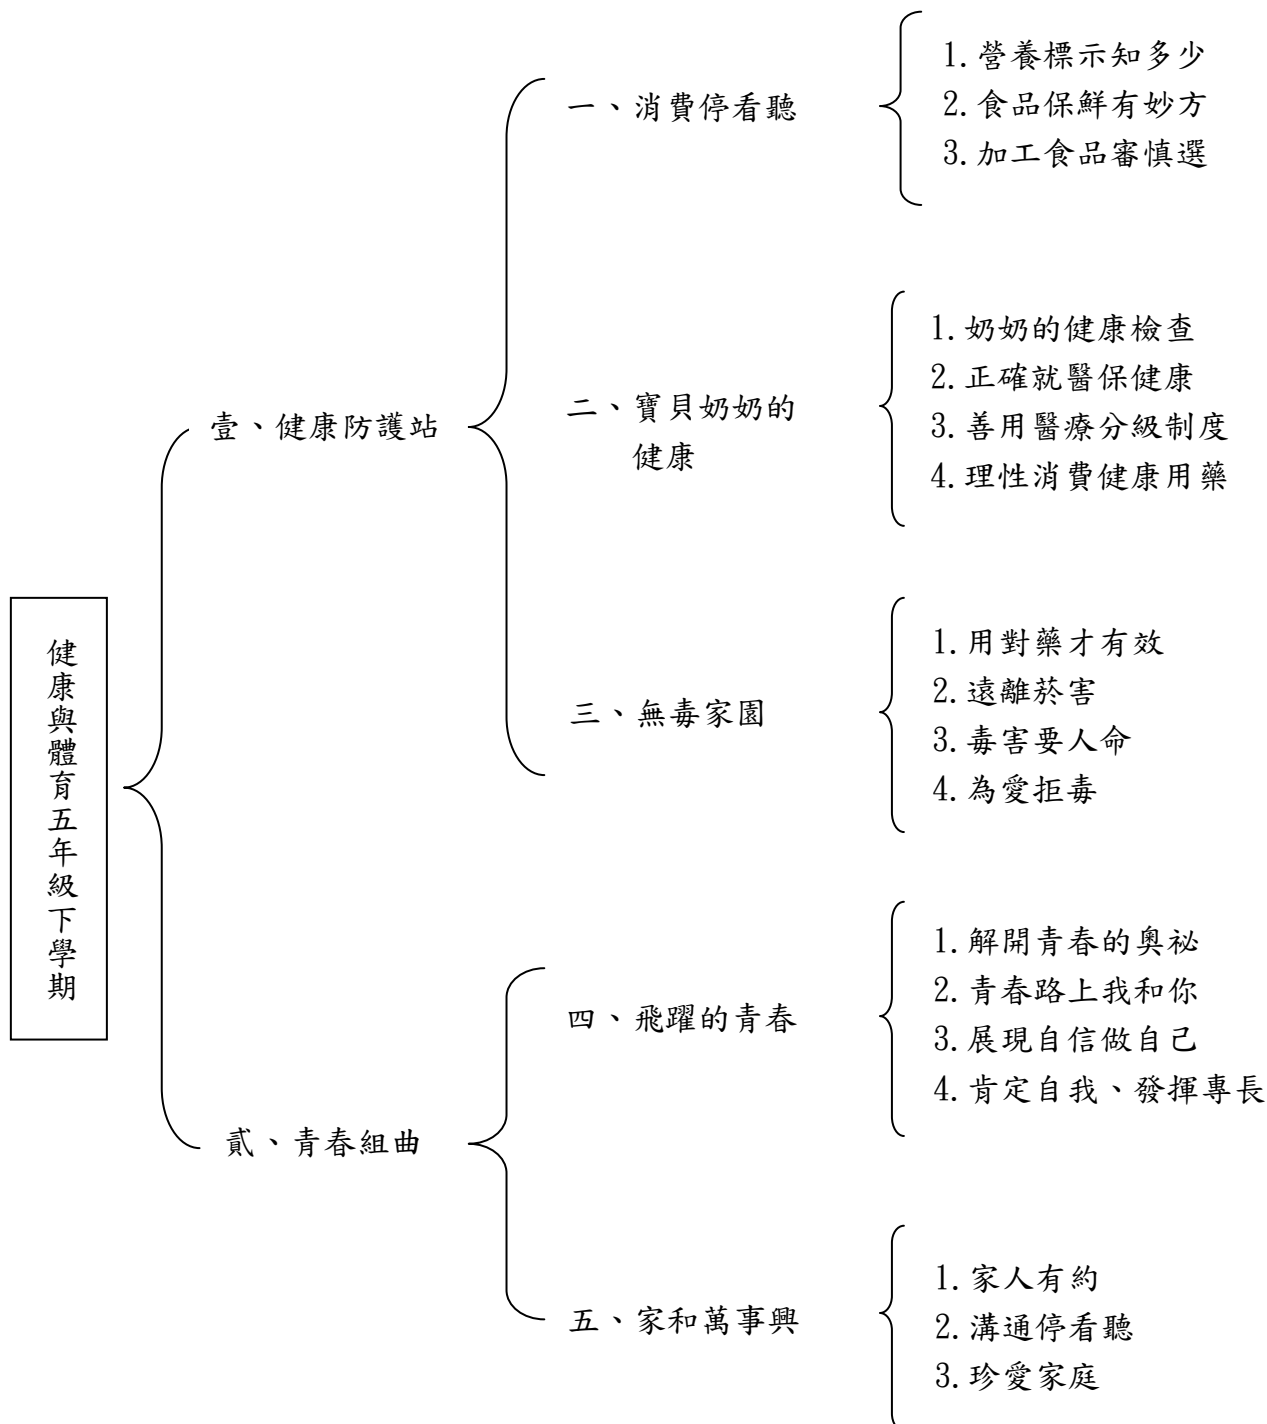 健康與體育五年級下學期
壹、健康防護站
一、消費停看聽
1.營養標示知多少
2.食品保鮮有妙方
3.加工食品審慎選
二、寶貝奶奶的
健康
1.奶奶的健康檢查
2.正確就醫保健康
3.善用醫療分級制度
4.理性消費健康用藥
三、無毒家園
1.用對藥才有效
2.遠離菸害
3.毒害要人命
4.為愛拒毒
貳、青春組曲
四、飛躍的青春
1.解開青春的奧祕
2.青春路上我和你
3.展現自信做自己
4.肯定自我、發揮專長
五、家和萬事興
1.家人有約
2.溝通停看聽
3.珍愛家庭